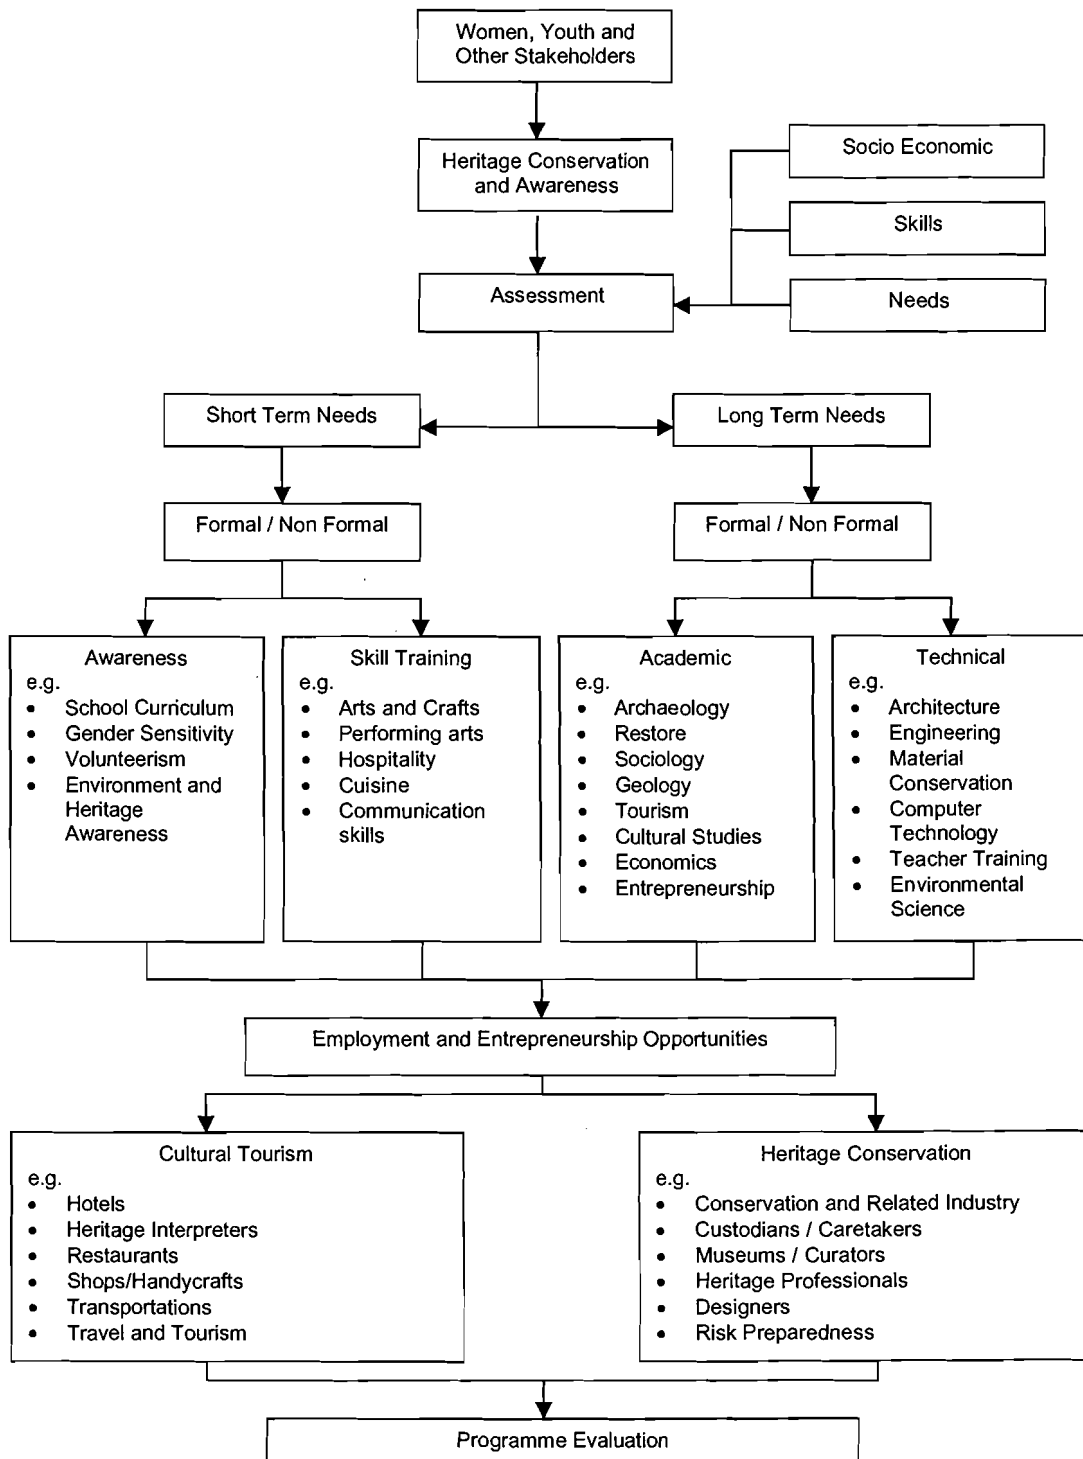 Women, Youth and
Other Stakeholders
Heritage Conservation
and Awareness
Socio Economic
Skills
Assessment
Needs
Short Term Needs
Long Term Needs
Formal / Non Formal
Formal / Non Formal
Awareness
e.g.
• School Curriculum
• Gender Sensitivity
• Volunteerism
• Environment and
Heritage
Awareness
Skill Training
e.g.
• Arts and Crafts
• Performing arts
• Hospitality
• Cuisine
• Communication
skills
Academic
e.g.
• Archaeology
• Restore
• Sociology
• Geology
• Tourism
• Cultural Studies
• Economics
• Entrepreneurship
Technical
e.g.
• Architecture
• Engineering
• Material
Conservation
• Computer
Technology
• Teacher Training
• Environmental
Science
Employment and Entrepreneurship Opportunities
Cultural Tourism
e.g.
• Hotels
• Heritage Interpreters
• Restaurants
• Shops/Handycrafts
• Transportations
• Travel and Tourism
Heritage Conservation
e.g.
• Conservation and Related Industry
• Custodians / Caretakers
• Museums / Curators
• Heritage Professionals
• Designers
• Risk Preparedness
Programme Evaluation